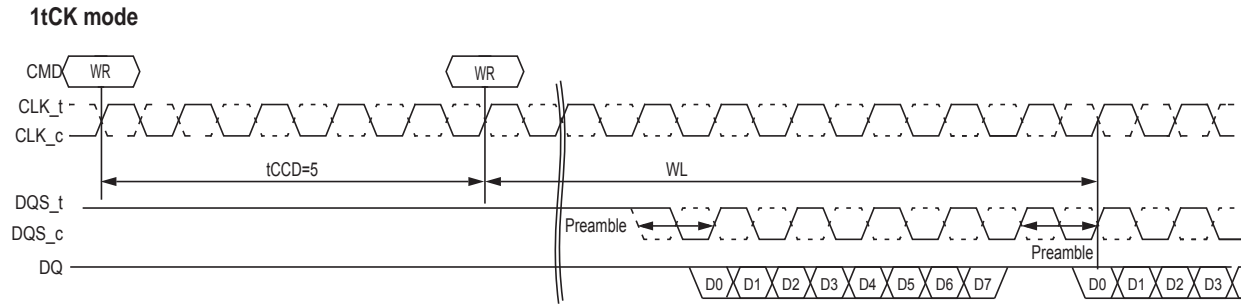 1tCK mode
CMD WR WR
CLK_t
CLK_c
tCCD=5 WL
DQS_t
Preamble
DQS_c
Preamble
DQ D0 D1 D2 D3 D4 D5 D6 D7 D0 D1 D2 D3